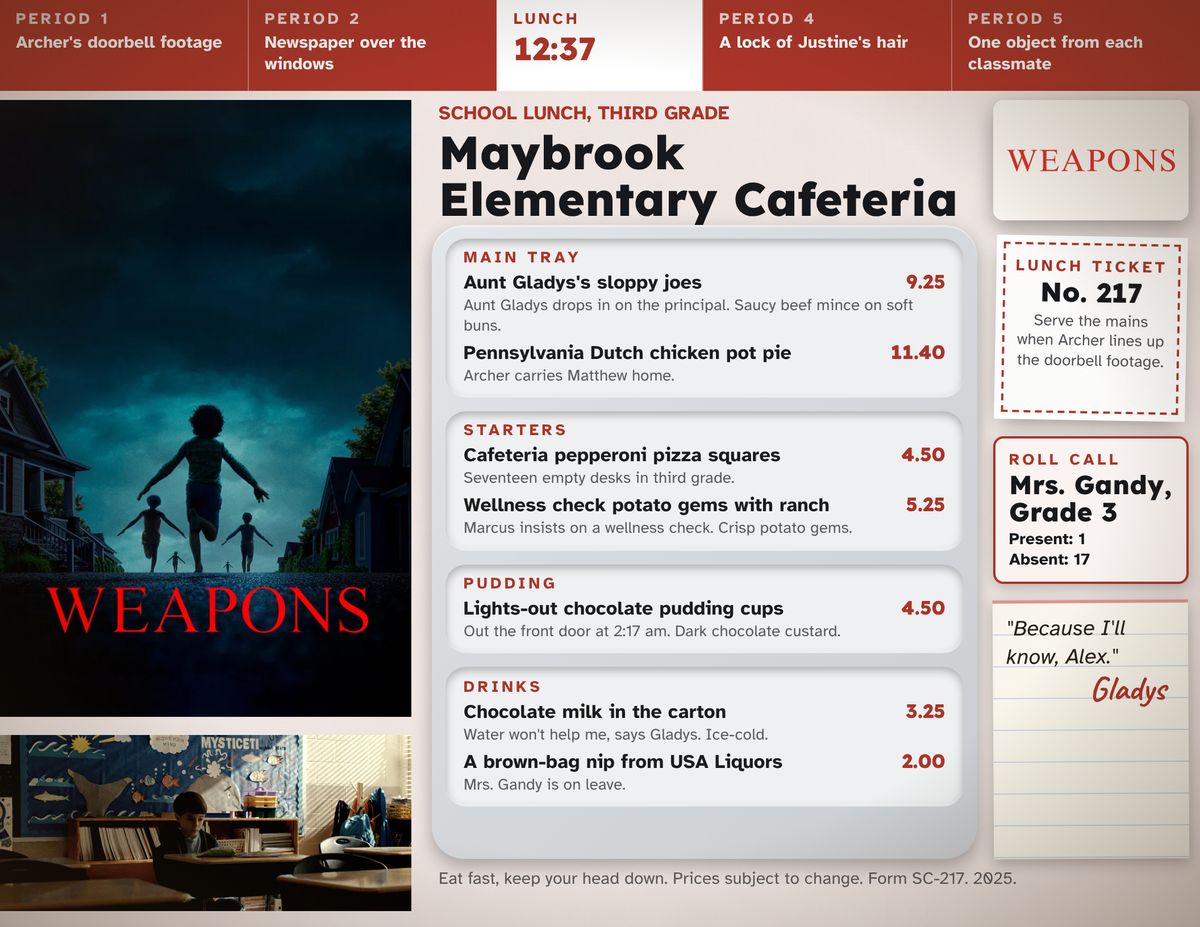 PERIOD 1
Archer's doorbell footage
PERIOD 2
Newspaper over the
windows
LUNCH
12:37
PERIOD 4
A lock of Justine's hair
PERIOD 5
One object from each
classmate
WEAPONS
MYSTICETI
SCHOOL LUNCH, THIRD GRADE
Maybrook
Elementary Cafeteria
MAIN TRAY
Aunt Gladys's sloppy joes 9.25
Aunt Gladys drops in on the principal. Saucy beef mince on soft
buns.
Pennsylvania Dutch chicken pot pie 11.40
Archer carries Matthew home.
STARTERS
Cafeteria pepperoni pizza squares 4.50
Seventeen empty desks in third grade.
Wellness check potato gems with ranch 5.25
Marcus insists on a wellness check. Crisp potato gems.
PUDDING
Lights-out chocolate pudding cups 4.50
Out the front door at 2:17 am. Dark chocolate custard.
DRINKS
Chocolate milk in the carton 3.25
Water won't help me, says Gladys. Ice-cold.
A brown-bag nip from USA Liquors 2.00
Mrs. Gandy is on leave.
Eat fast, keep your head down. Prices subject to change. Form SC-217. 2025.
WEAPONS
LUNCH TICKET
No. 217
Serve the mains
when Archer lines up
the doorbell footage.
ROLL CALL
Mrs. Gandy,
Grade 3
Present: 1
Absent: 17
"Because I'll
know, Alex."
Gladys